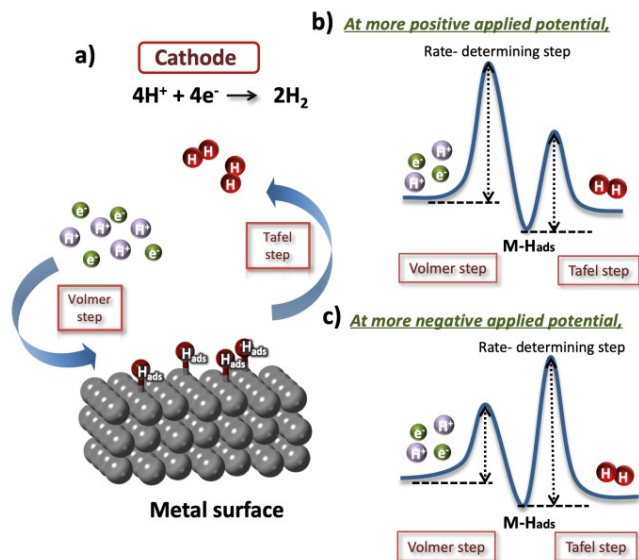 a)
Cathode
4H⁺ + 4e⁻ → 2H₂
H
H
H
H
e⁻
e⁻
H⁺
H⁺
H⁺
H⁺
H⁺
e⁻
e⁻
Volmer
step
Tafel
step
Hads
Hads
Hads
Hads
Metal surface
b) At more positive applied potential,
Rate- determining step
e⁻
H⁺
H⁺
e⁻
H H
M-Hads
Volmer step
Tafel step
c) At more negative applied potential,
Rate- determining step
e⁻
H⁺
H⁺
e⁻
H H
M-Hads
Volmer step
Tafel step